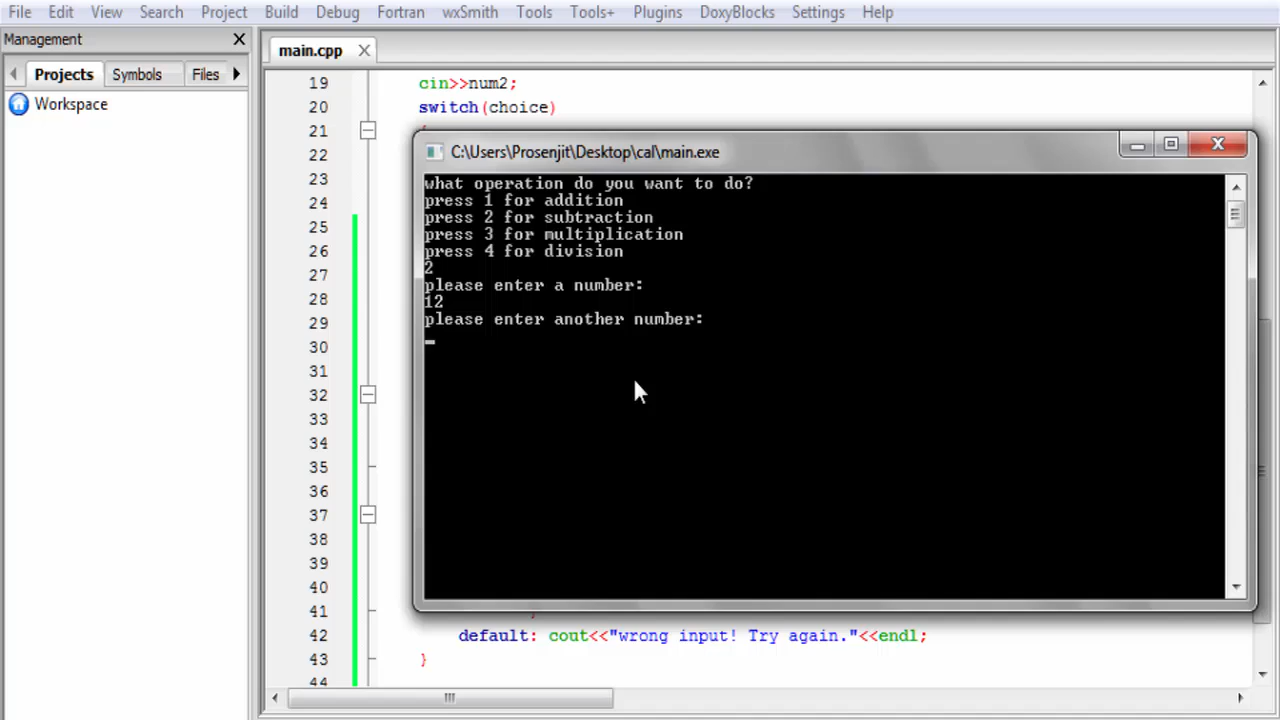 File Edit View Search Project Build Debug Fortran wxSmith Tools Tools+ Plugins DoxyBlocks Settings Help
Management
main.cpp
Projects Symbols Files
Workspace
19 cin>>num2;
20 switch(choice)
21
22
23
24
25
26
27
28
29
30
31
32
33
34
35
36
37
38
39
40
41
42 default: cout<<"wrong input! Try again."<<endl;
43 }
44
C:\Users\Prosenjit\Desktop\cal\main.exe
what operation do you want to do?
press 1 for addition
press 2 for subtraction
press 3 for multiplication
press 4 for division
2
please enter a number:
12
please enter another number: